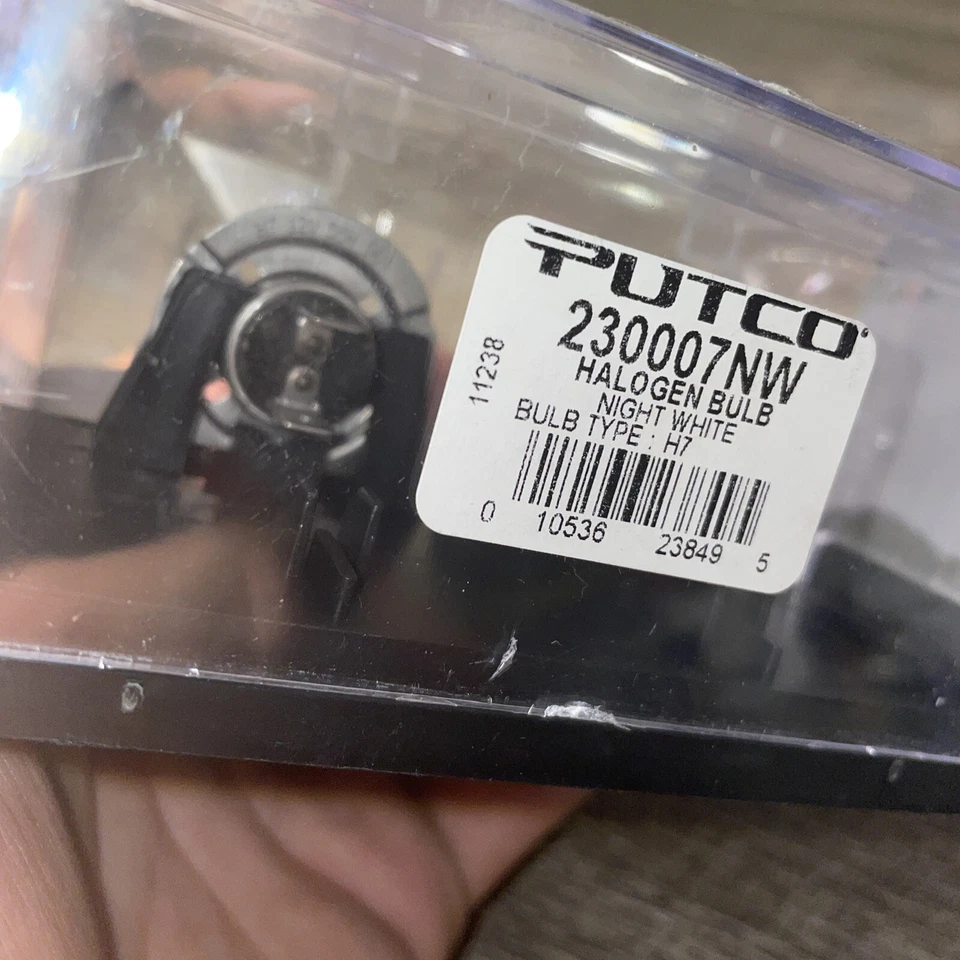 PUTCO
230007NW
HALOGEN BULB
NIGHT WHITE
BULB TYPE : H7
11238
0 10536 23849 5